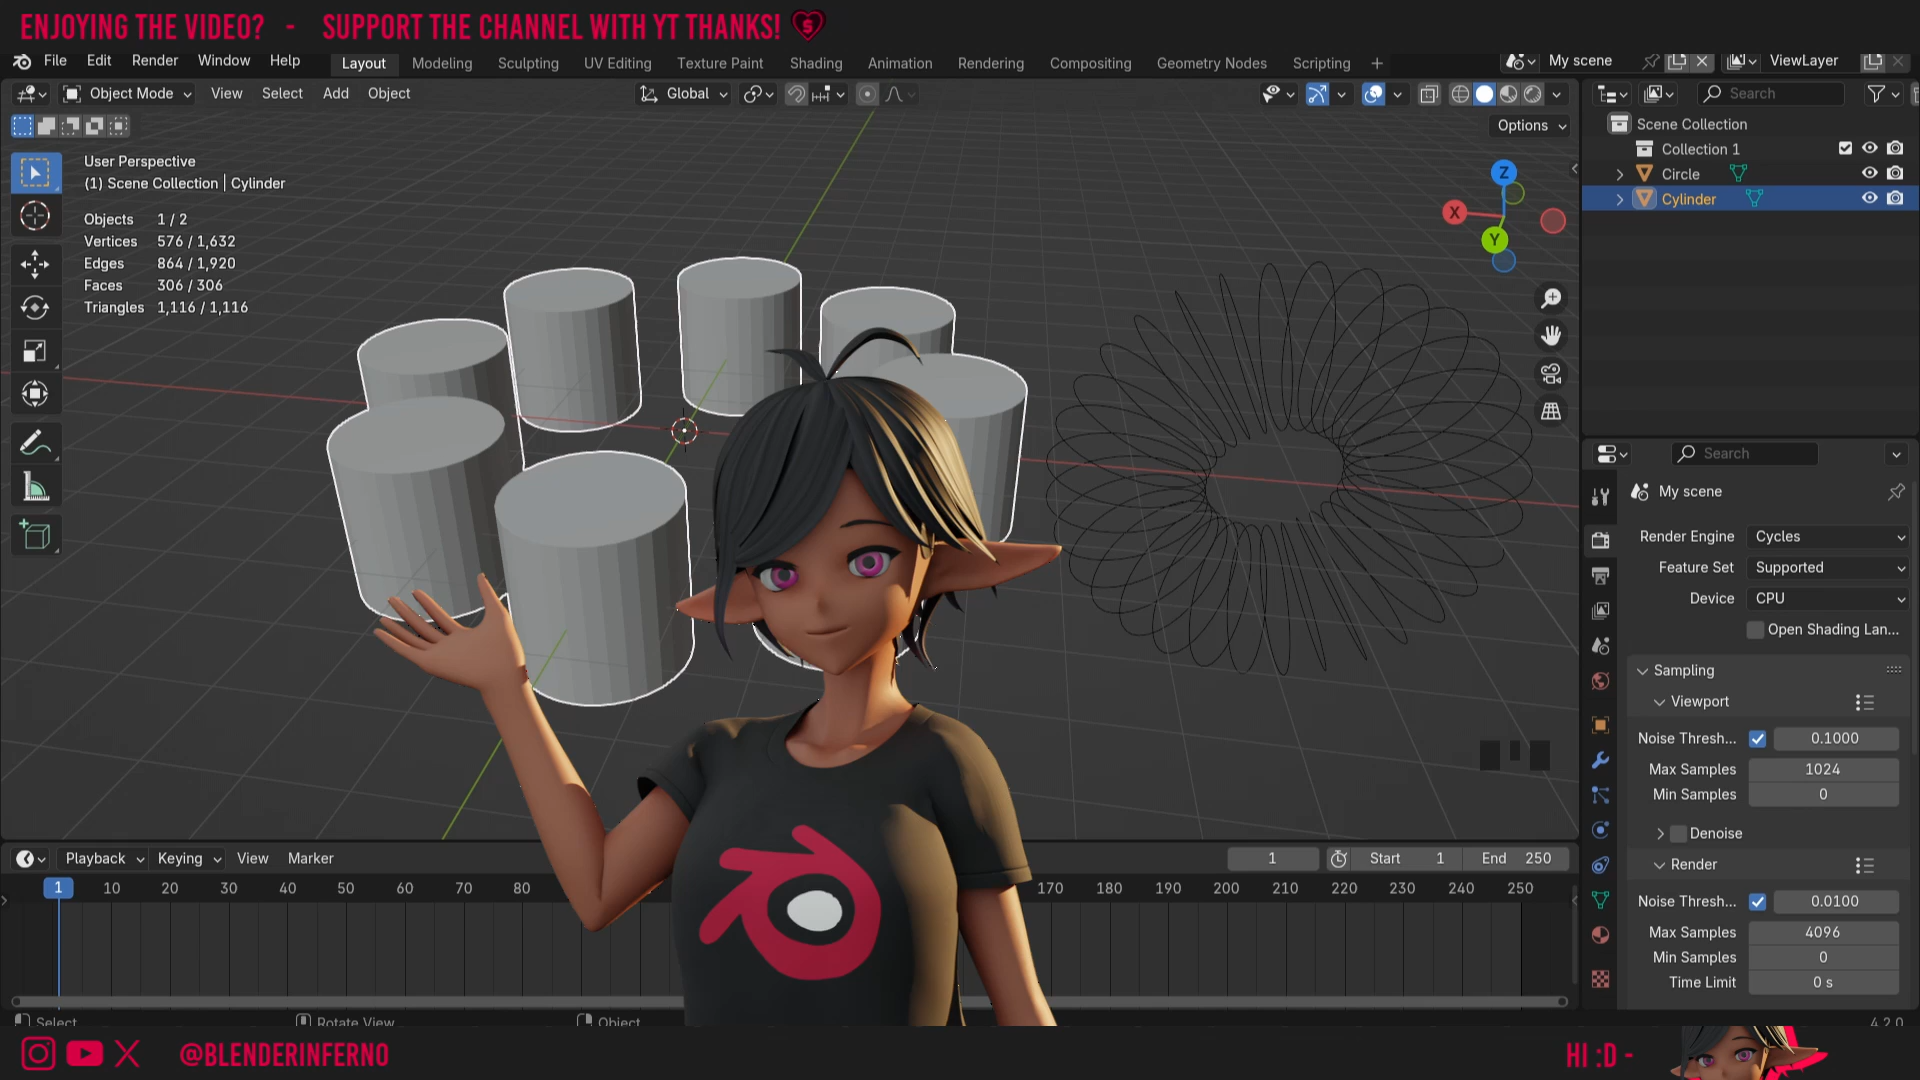 ENJOYING THE VIDEO? - SUPPORT THE CHANNEL WITH YT THANKS!
File Edit Render Window Help Layout Modeling Sculpting UV Editing Texture Paint Shading Animation Rendering Compositing Geometry Nodes Scripting My scene ViewLayer
Object Mode View Select Add Object Global Search
Options
Scene Collection
Collection 1
Circle
Cylinder
User Perspective
(1) Scene Collection | Cylinder
Objects 1 / 2
Vertices 576 / 1,632
Edges 864 / 1,920
Faces 306 / 306
Triangles 1,116 / 1,116
Z
X
Y
Search
My scene
Render Engine Cycles
Feature Set Supported
Device CPU
Open Shading Lan...
Sampling
Viewport
Noise Thresh... 0.1000
Max Samples 1024
Min Samples 0
Denoise
Render
Noise Thresh... 0.0100
Max Samples 4096
Min Samples 0
Time Limit 0 s
Playback Keying View Marker 1 Start 1 End 250
1 10 20 30 40 50 60 70 80 170 180 190 200 210 220 230 240 250
Select Rotate View Object 4.2.0
@BLENDERINFERNO HI :D -